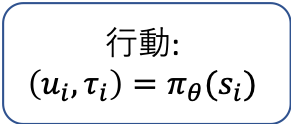 行動:
(u_i, τ_i) = π_θ(s_i)